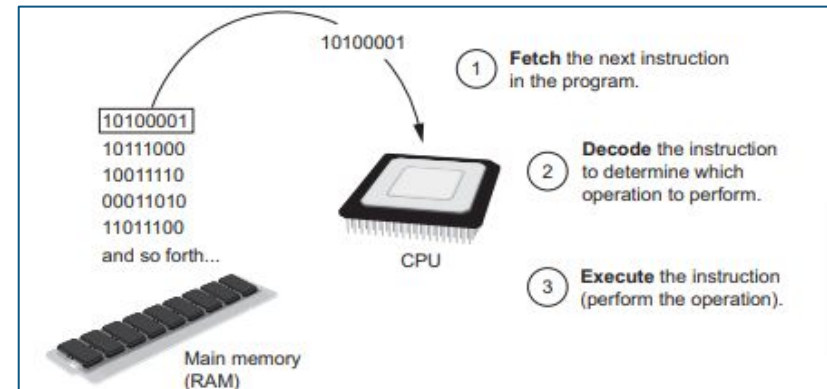 10100001
1
Fetch the next instruction
in the program.
10100001
10111000
10011110
00011010
11011100
and so forth...
2
Decode the instruction
to determine which
operation to perform.
CPU
3
Execute the instruction
(perform the operation).
Main memory
(RAM)